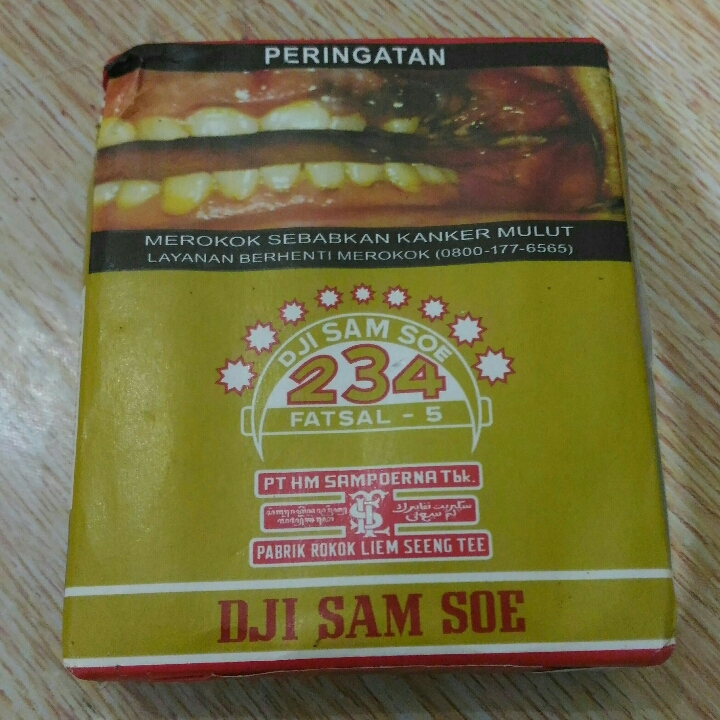 PERINGATAN
MEROKOK SEBABKAN KANKER MULUT
LAYANAN BERHENTI MEROKOK (0800-177-6565)
DJI SAM SOE
234
FATSAL - 5
PT HM SAMPOERNA Tbk.
PABRIK ROKOK LIEM SEENG TEE
DJI SAM SOE